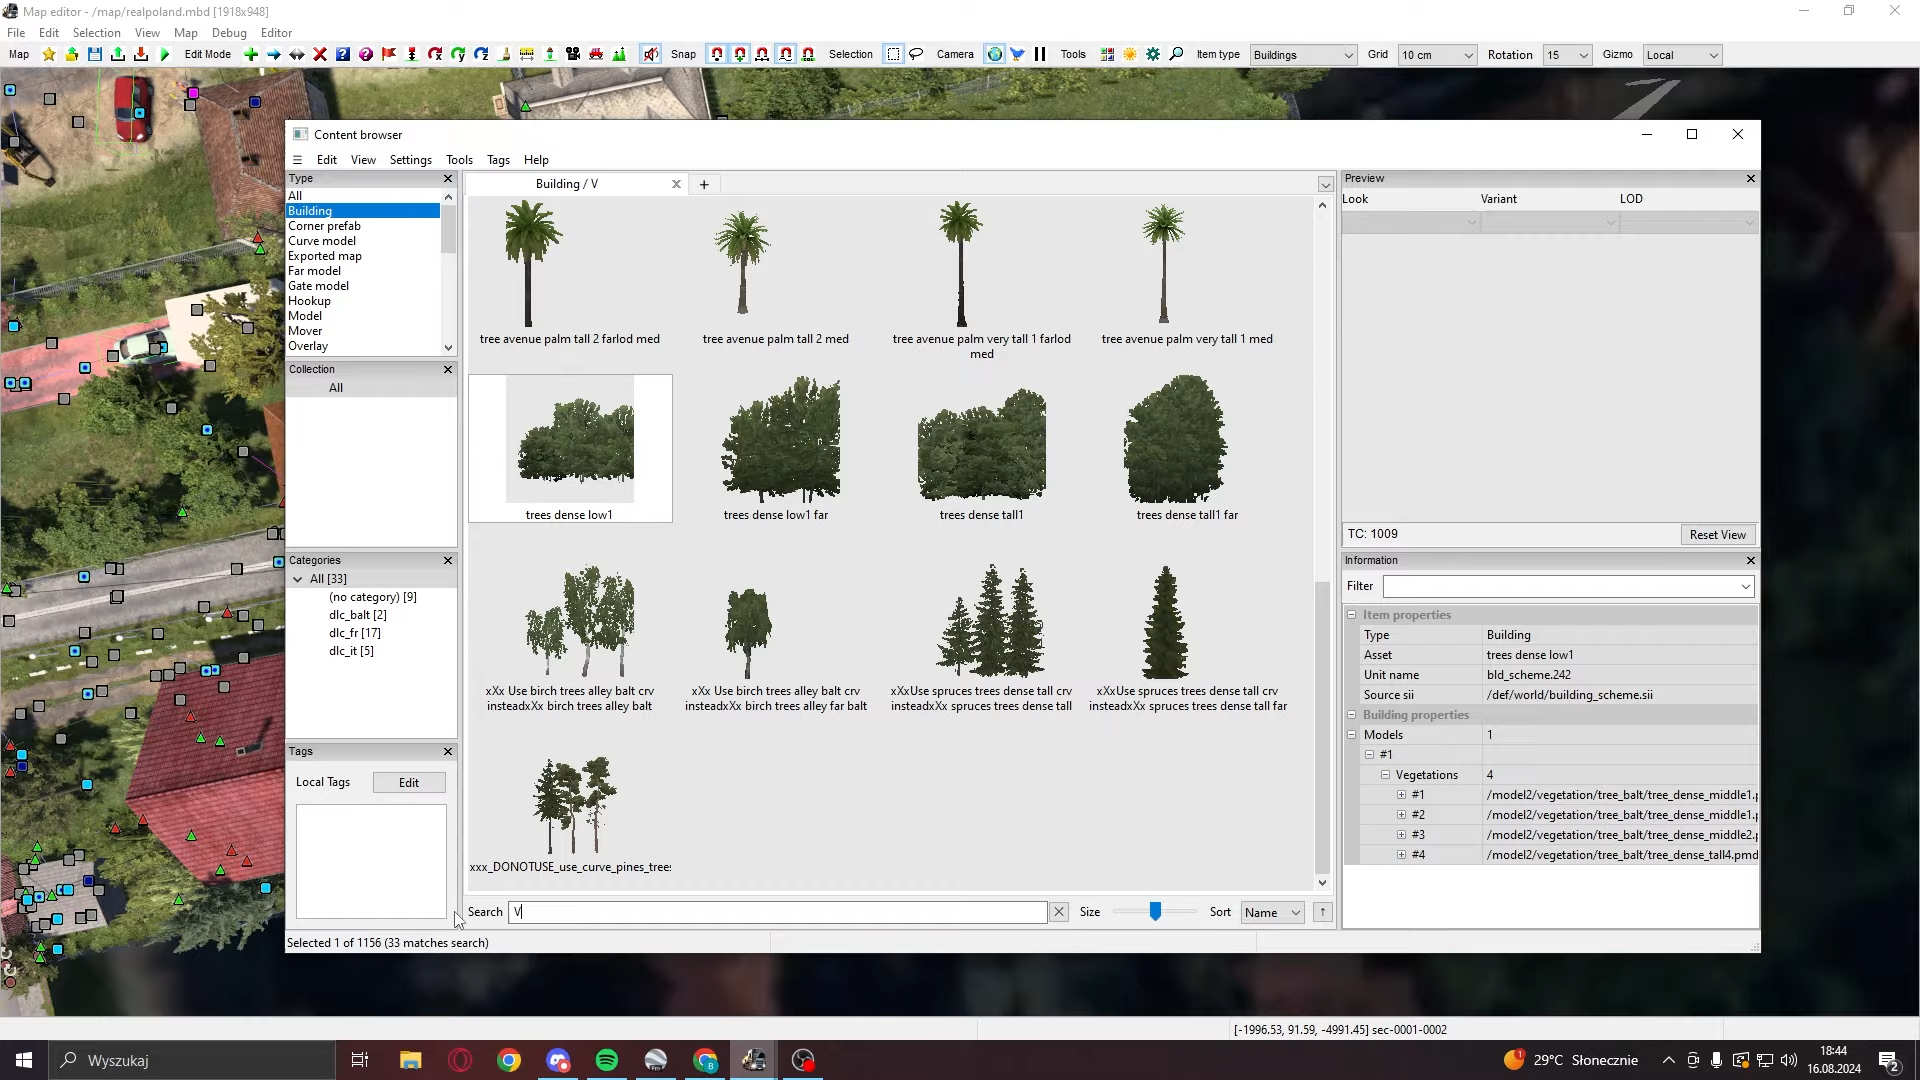 Map editor - /map/realpoland.mbd [1918x948]
File Edit Selection View Map Debug Editor
Map Edit Mode Snap Selection Camera Tools Item type Buildings Grid 10 cm Rotation 15 Gizmo Local
Content browser
Edit View Settings Tools Tags Help
Type
All
Building
Corner prefab
Curve model
Exported map
Far model
Gate model
Hookup
Model
Mover
Overlay
Collection
All
Categories
All [33]
(no category) [9]
dlc_balt [2]
dlc_fr [17]
dlc_it [5]
Tags
Local Tags Edit
Building / V
tree avenue palm tall 2 farlod med
tree avenue palm tall 2 med
tree avenue palm very tall 1 farlod
med
tree avenue palm very tall 1 med
trees dense low1
trees dense low1 far
trees dense tall1
trees dense tall1 far
xXx Use birch trees alley balt crv
insteadxXx birch trees alley balt
xXx Use birch trees alley balt crv
insteadxXx birch trees alley far balt
xXxUse spruces trees dense tall crv
insteadxXx spruces trees dense tall
xXxUse spruces trees dense tall crv
insteadxXx spruces trees dense tall far
xxx_DONOTUSE_use_curve_pines_trees
Search V Size Sort Name
Selected 1 of 1156 (33 matches search)
Preview
Look Variant LOD
TC: 1009 Reset View
Information
Filter
Item properties
Type Building
Asset trees dense low1
Unit name bld_scheme.242
Source sii /def/world/building_scheme.sii
Building properties
Models 1
#1
Vegetations 4
#1 /model2/vegetation/tree_balt/tree_dense_middle1.p
#2 /model2/vegetation/tree_balt/tree_dense_middle1.p
#3 /model2/vegetation/tree_balt/tree_dense_middle2.p
#4 /model2/vegetation/tree_balt/tree_dense_tall4.pmd
[-1996.53, 91.59, -4991.45] sec-0001-0002
Wyszukaj
1 29°C Słonecznie
18:44
16.08.2024
2